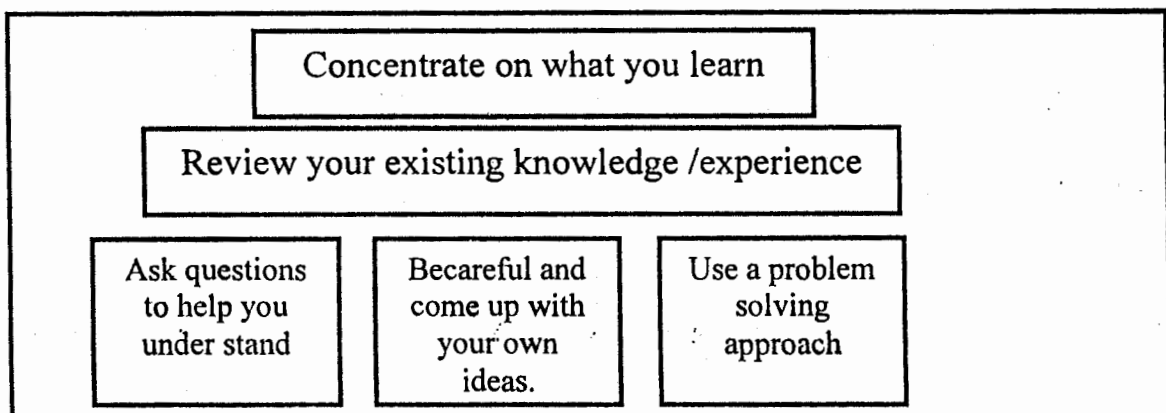 Concentrate on what you learn
Review your existing knowledge /experience
Ask questions
to help you
under stand
Becareful and
come up with
your own
ideas.
Use a problem
solving
approach